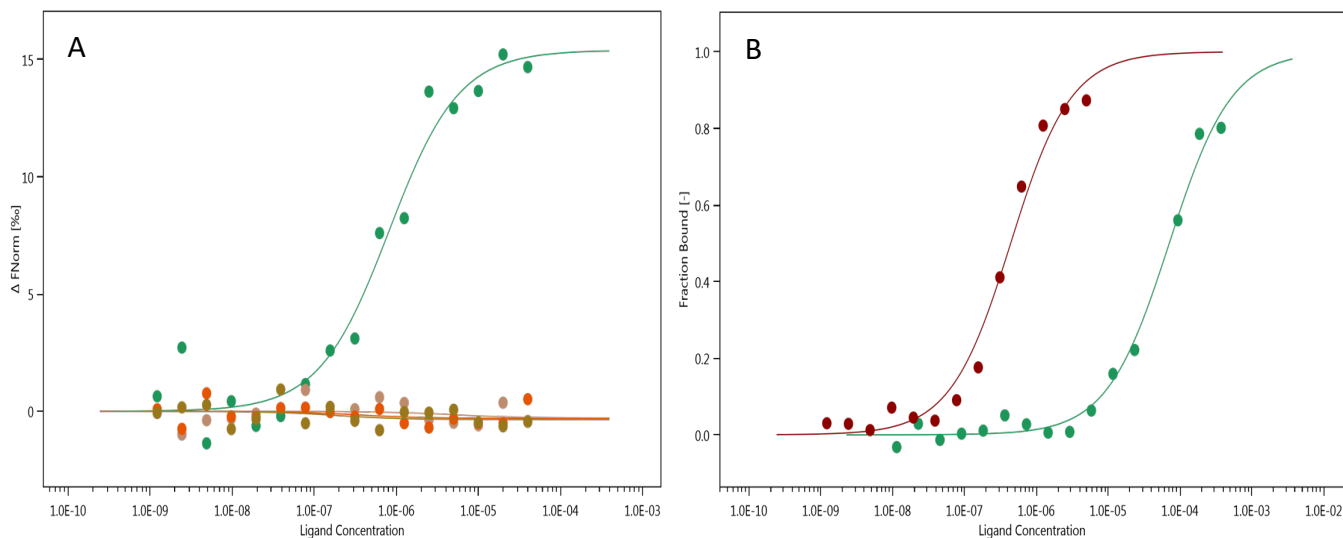 A
Δ FNorm [‰]
15
10
5
0
1.0E-10 1.0E-09 1.0E-08 1.0E-07 1.0E-06 1.0E-05 1.0E-04 1.0E-03
Ligand Concentration
B
Fraction Bound [-]
1.0
0.8
0.6
0.4
0.2
0.0
1.0E-10 1.0E-09 1.0E-08 1.0E-07 1.0E-06 1.0E-05 1.0E-04 1.0E-03 1.0E-02
Ligand Concentration